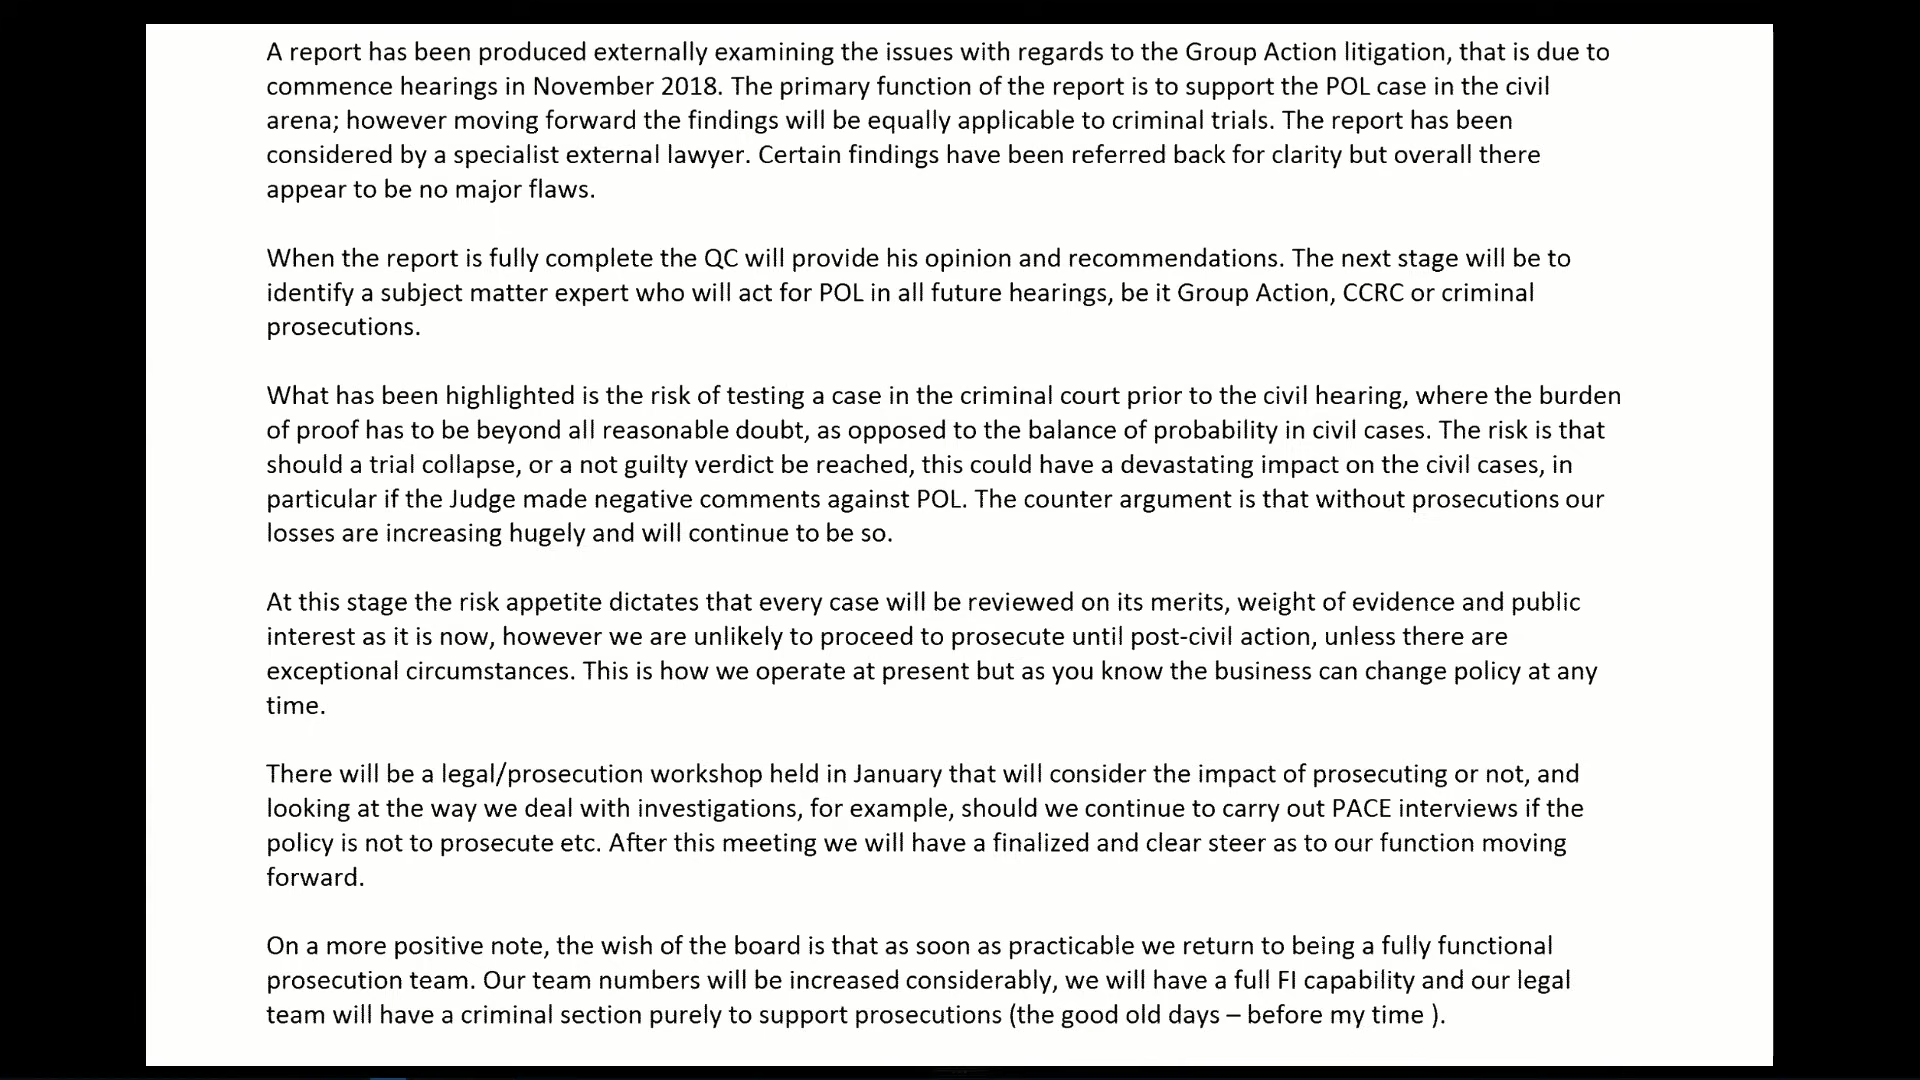 A report has been produced externally examining the issues with regards to the Group Action litigation, that is due to
commence hearings in November 2018. The primary function of the report is to support the POL case in the civil
arena; however moving forward the findings will be equally applicable to criminal trials. The report has been
considered by a specialist external lawyer. Certain findings have been referred back for clarity but overall there
appear to be no major flaws.
When the report is fully complete the QC will provide his opinion and recommendations. The next stage will be to
identify a subject matter expert who will act for POL in all future hearings, be it Group Action, CCRC or criminal
prosecutions.
What has been highlighted is the risk of testing a case in the criminal court prior to the civil hearing, where the burden
of proof has to be beyond all reasonable doubt, as opposed to the balance of probability in civil cases. The risk is that
should a trial collapse, or a not guilty verdict be reached, this could have a devastating impact on the civil cases, in
particular if the Judge made negative comments against POL. The counter argument is that without prosecutions our
losses are increasing hugely and will continue to be so.
At this stage the risk appetite dictates that every case will be reviewed on its merits, weight of evidence and public
interest as it is now, however we are unlikely to proceed to prosecute until post-civil action, unless there are
exceptional circumstances. This is how we operate at present but as you know the business can change policy at any
time.
There will be a legal/prosecution workshop held in January that will consider the impact of prosecuting or not, and
looking at the way we deal with investigations, for example, should we continue to carry out PACE interviews if the
policy is not to prosecute etc. After this meeting we will have a finalized and clear steer as to our function moving
forward.
On a more positive note, the wish of the board is that as soon as practicable we return to being a fully functional
prosecution team. Our team numbers will be increased considerably, we will have a full FI capability and our legal
team will have a criminal section purely to support prosecutions (the good old days – before my time ).